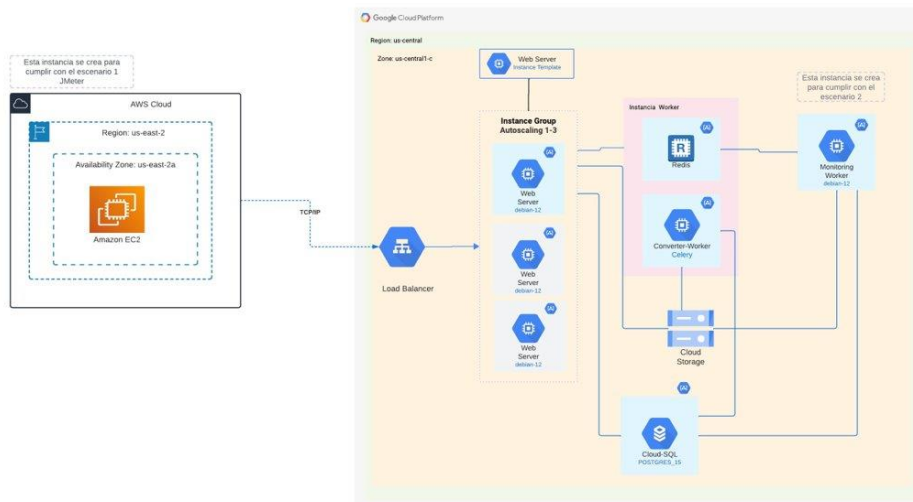 Google Cloud Platform
Region: us-central
Zone: us-central1-c
Web Server
Instance Template
Esta instancia se crea para
cumplir con el escenario 1
JMeter
AWS Cloud
Region: us-east-2
Availability Zone: us-east-2a
Amazon EC2
TCP/IP
Load Balancer
Instance Group
Autoscaling 1-3
Web
Server
debian-12
Web
Server
debian-12
Web
Server
debian-12
Instancia Worker
R
Redis
Converter-Worker
Celery
Esta instancia se crea
para cumplir con el
escenario 2
Monitoring
Worker
debian-12
Cloud
Storage
Cloud-SQL
POSTGRES_15